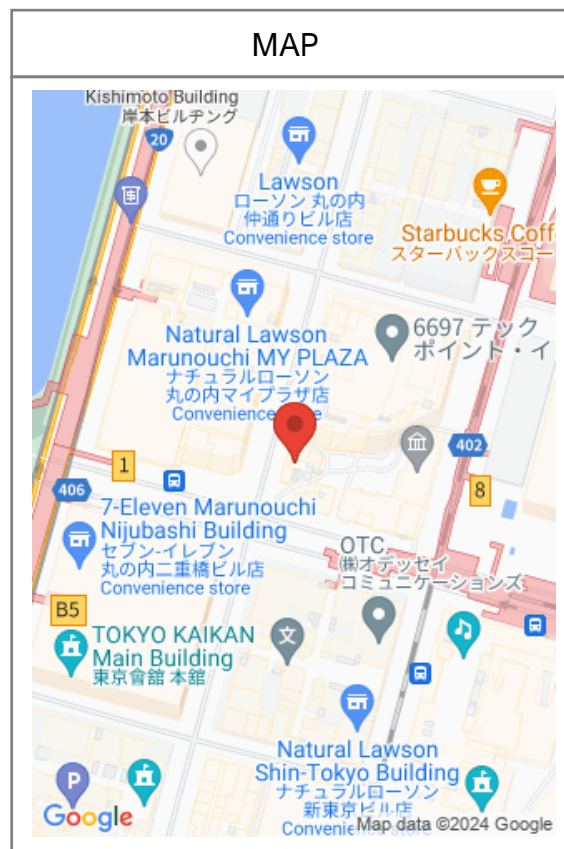 MAP
Kishimoto Building
岸本ビルヂング
20
Lawson
ローソン 丸の内
仲通りビル店
Convenience store
Starbucks Coff
スターバックスコー
Natural Lawson
Marunouchi MY PLAZA
ナチュラルローソン
丸の内マイプラザ店
Convenience
6697 テック
ポイント・イ
1
402
406
8
7-Eleven Marunouchi
Nijubashi Building
セブン-イレブン
丸の内二重橋ビル店
Convenience store
OTC
㈱オデッセイ
コミュニケーションズ
B5
文
TOKYO KAIKAN
Main Building
東京會舘 本舘
Natural Lawson
Shin-Tokyo Building
ナチュラルローソン
新東京ビル店
P
Google
Map data ©2024 Google